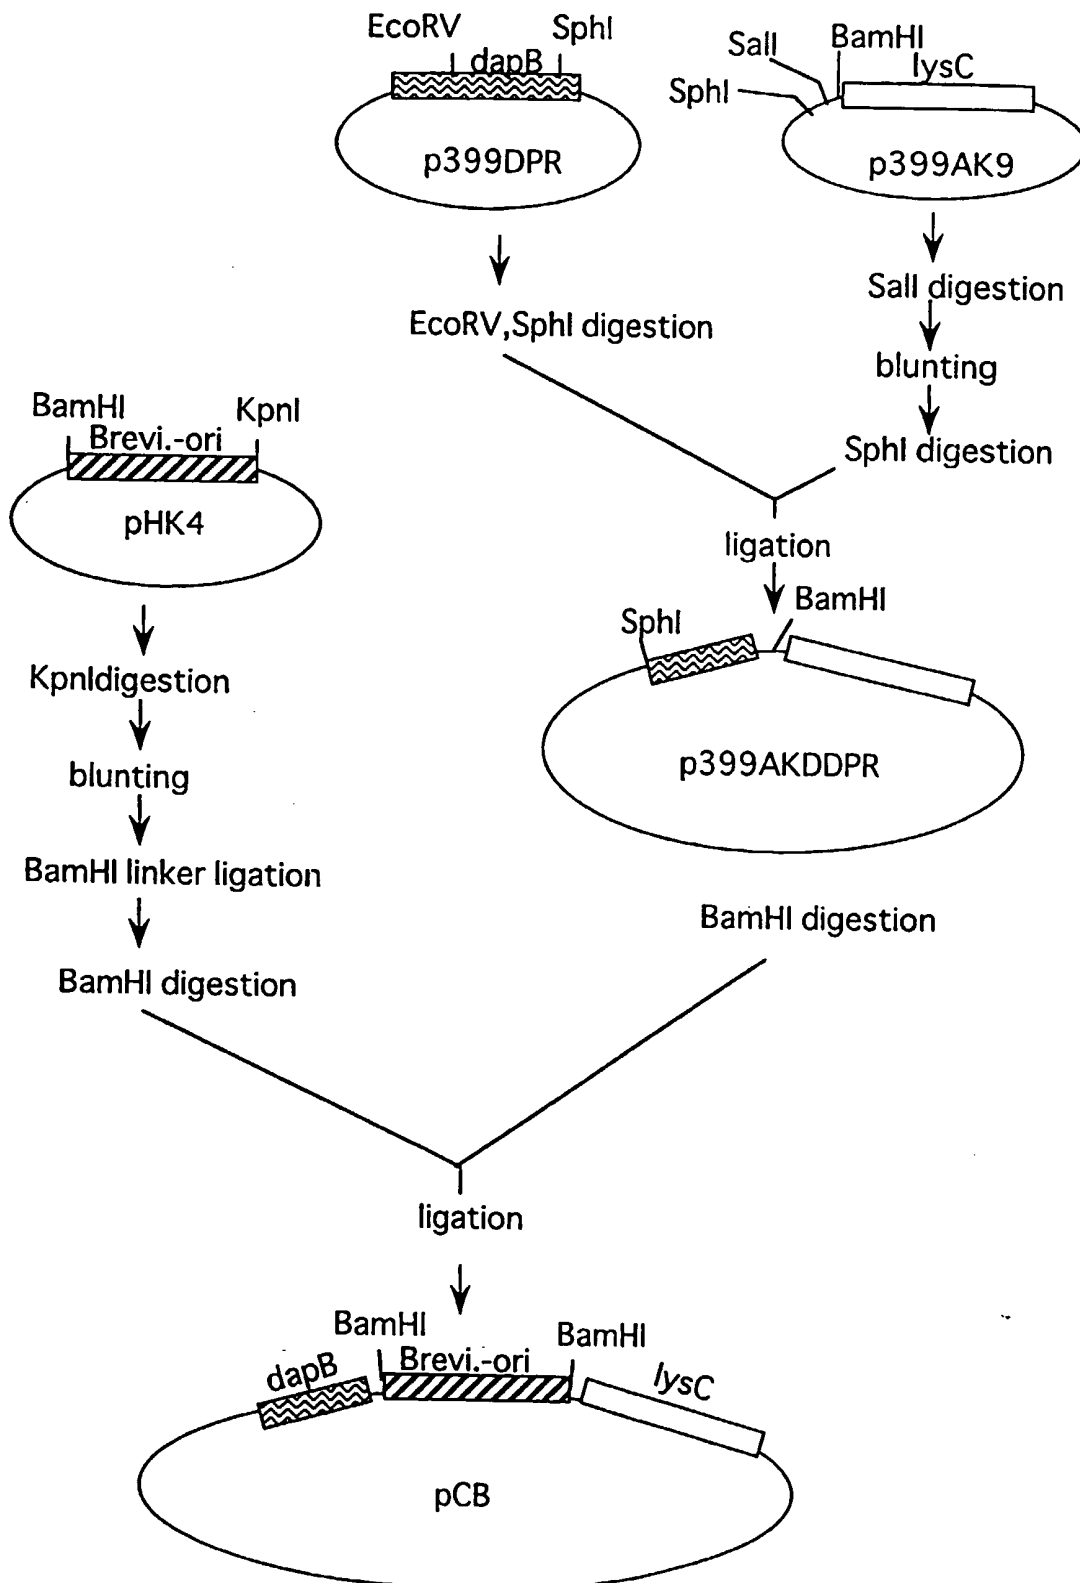 EcoRV SphI
dapB
p399DPR
SalI BamHI
lysC
SphI
p399AK9
EcoRV,SphI digestion
SalI digestion
blunting
SphI digestion
BamHI KpnI
Brevi.-ori
pHK4
ligation
KpnIdigestion
blunting
BamHI linker ligation
BamHI digestion
SphI BamHI
p399AKDDPR
BamHI digestion
ligation
BamHI BamHI
dapB Brevi.-ori lysC
pCB